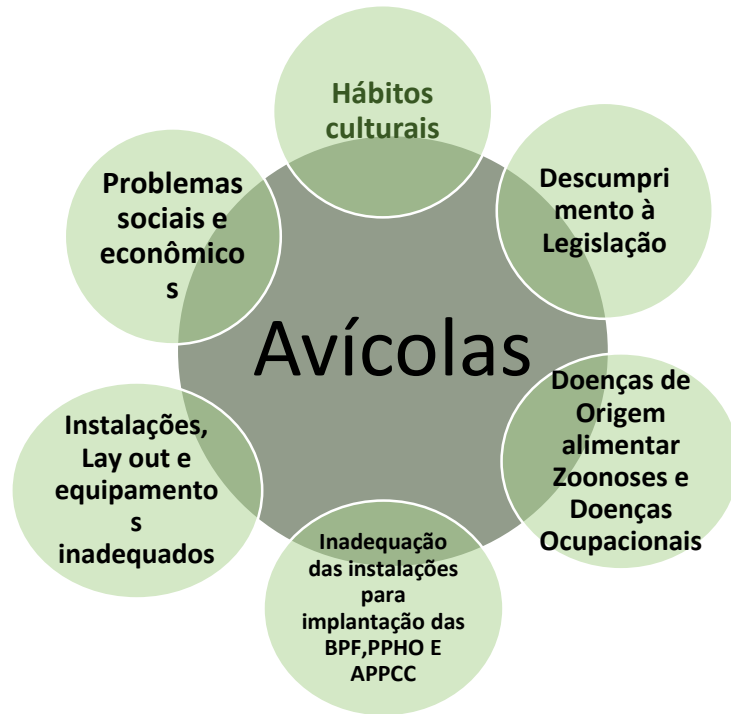 Hábitos
culturais
Descumpri
mento à
Legislação
Doenças de
Origem
alimentar
Zoonoses e
Doenças
Ocupacionais
Inadequação
das instalações
para
implantação das
BPF,PPHO E
APPCC
Instalações,
Lay out e
equipamento
s
inadequados
Problemas
sociais e
econômico
s
Avícolas